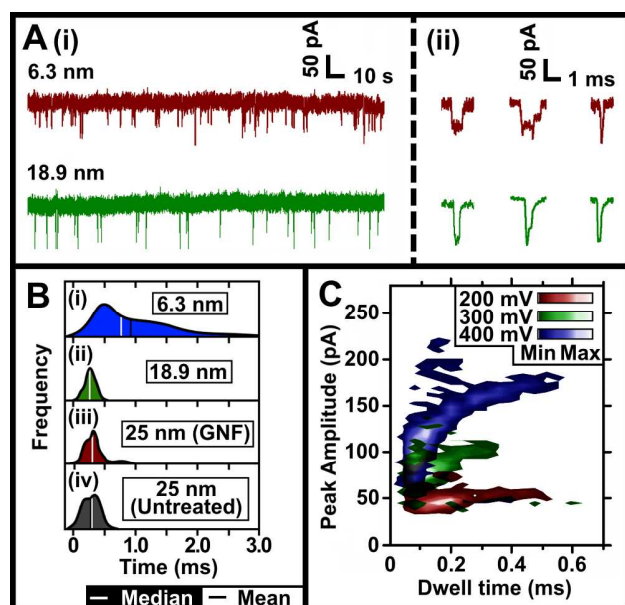 A (i)
50 pA
10 s
6.3 nm
18.9 nm
(ii)
50 pA
1 ms
B
(i)
6.3 nm
(ii)
18.9 nm
(iii)
25 nm (GNF)
(iv)
25 nm
(Untreated)
Frequency
0 1.0 2.0 3.0
Time (ms)
Median Mean
C
200 mV
300 mV
400 mV
Min Max
Peak Amplitude (pA)
250
200
150
100
50
0
0 0.2 0.4 0.6
Dwell time (ms)